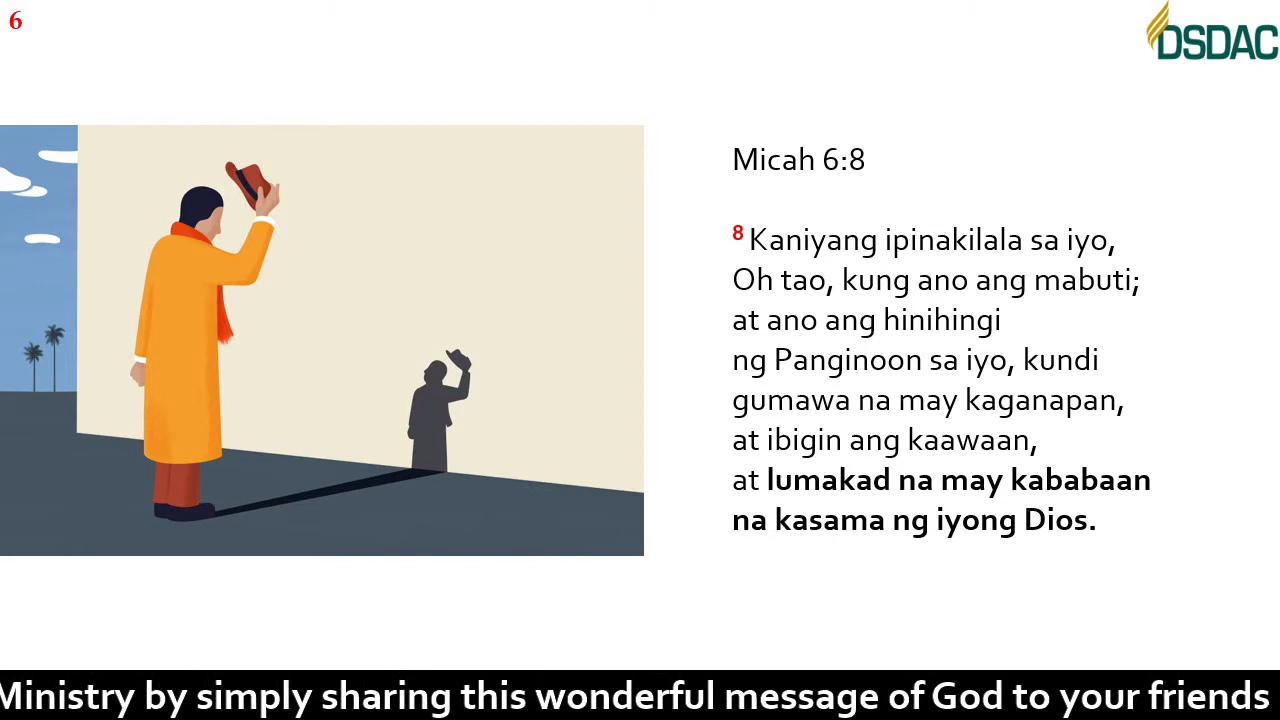 6
DSDAC
Micah 6:8
8 Kaniyang ipinakilala sa iyo,
Oh tao, kung ano ang mabuti;
at ano ang hinihingi
ng Panginoon sa iyo, kundi
gumawa na may kaganapan,
at ibigin ang kaawaan,
at lumakad na may kababaan
na kasama ng iyong Dios.
Ministry by simply sharing this wonderful message of God to your friends